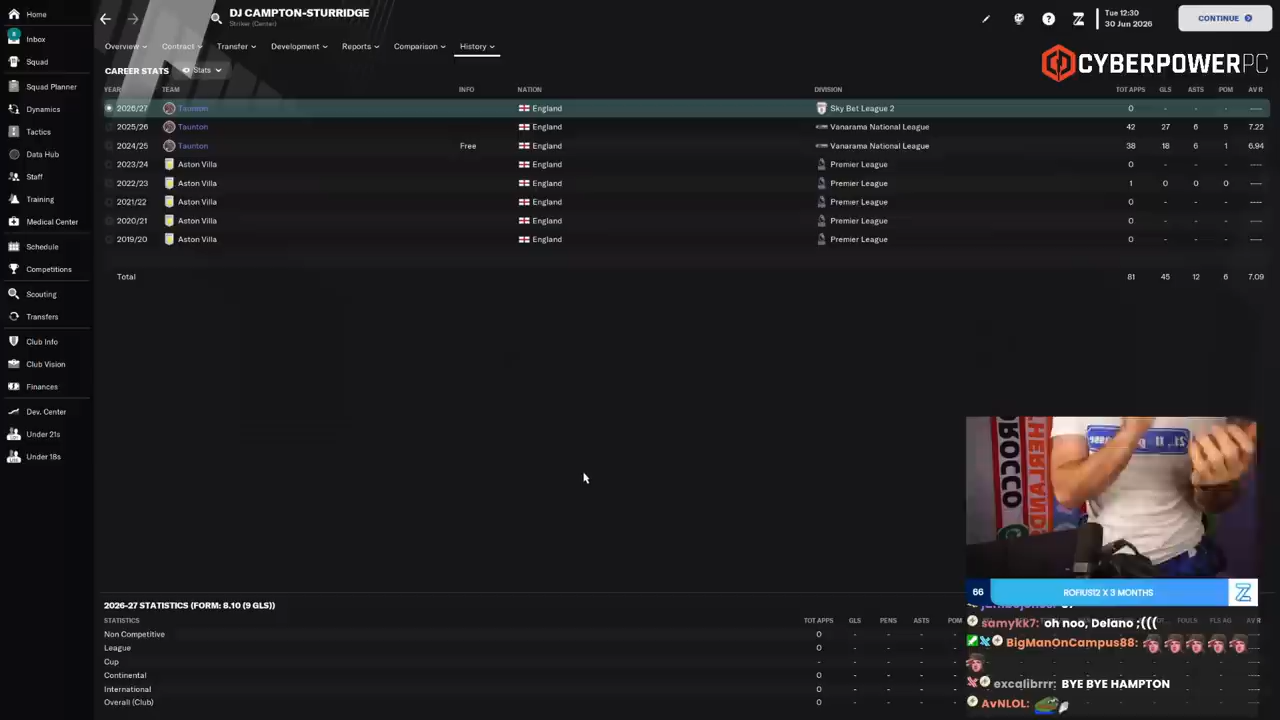 Home
Inbox
Squad
Squad Planner
Dynamics
Tactics
Data Hub
Staff
Training
Medical Center
Schedule
Competitions
Scouting
Transfers
Club Info
Club Vision
Finances
Dev. Center
Under 21s
Under 18s
DJ CAMPTON-STURRIDGE
Striker (Center)
Tue 12:30
30 Jun 2026
CONTINUE
Overview Contract Transfer Development Reports Comparison History
CYBERPOWERPC
CAREER STATS Stats
YEAR TEAM INFO NATION DIVISION TOT APPS GLS ASTS POM AV R
2026/27 Taunton England Sky Bet League 2 0 - - - ----
2025/26 Taunton England Vanarama National League 42 27 6 5 7.22
2024/25 Taunton Free England Vanarama National League 38 18 6 1 6.94
2023/24 Aston Villa England Premier League 0 - - - ----
2022/23 Aston Villa England Premier League 1 0 0 0 ----
2021/22 Aston Villa England Premier League 0 - - - ----
2020/21 Aston Villa England Premier League 0 - - - ----
2019/20 Aston Villa England Premier League 0 - - - ----
Total 81 45 12 6 7.09
OROCCO
HERLAND
2026-27 STATISTICS (FORM: 8.10 (9 GLS))
STATISTICS TOT APPS GLS PENS ASTS POM FOULS FLS AG AV R
Non Competitive 0 - - - -
League 0 - - - -
Cup - - - - -
Continental 0 - - - -
International 0 - - - -
Overall (Club) 0 - - - -
66 ROFIUS12 X 3 MONTHS
samykk7: oh noo, Delano ;(((
BigManOnCampus88:
excalibrrr: BYE BYE HAMPTON
AvNLOL: